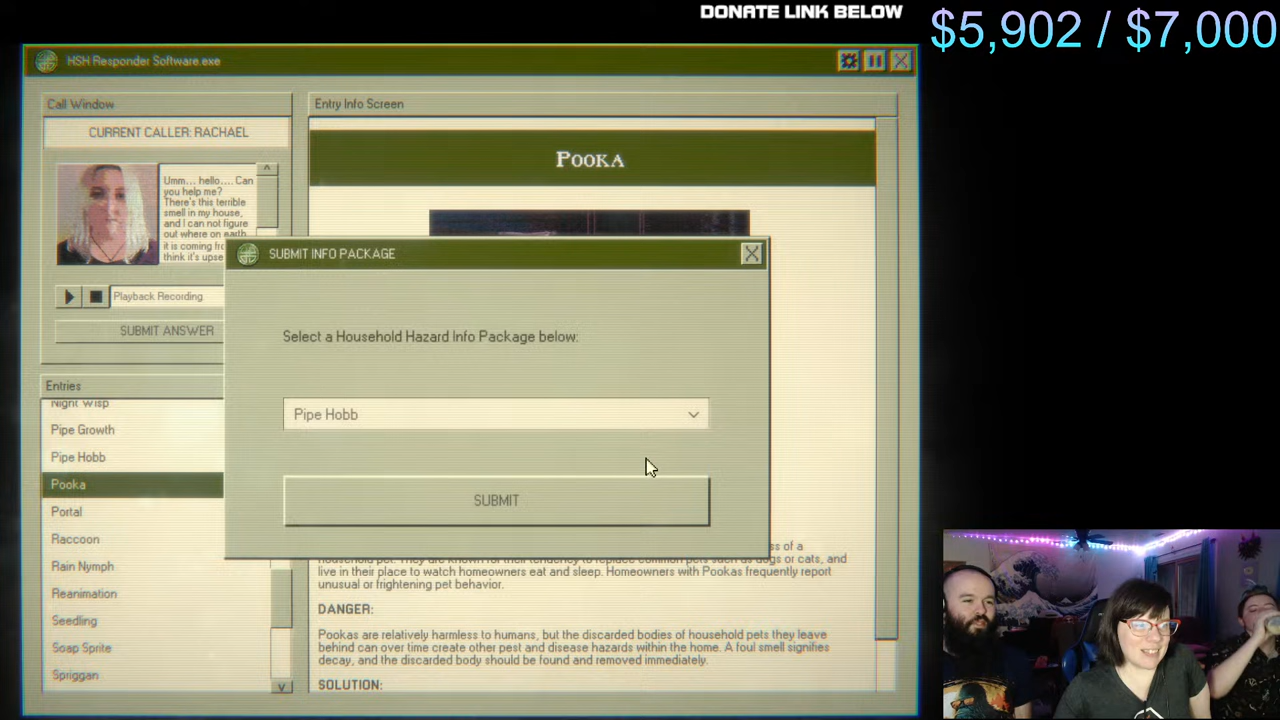 DONATE LINK BELOW
$5,902 / $7,000
HSH Responder Software.exe
Call Window
CURRENT CALLER: RACHAEL
Umm... hello.... Can
you help me?
There's this terrible
smell in my house,
and I can not figure
out where on earth
it is coming fr
think it's upse
Playback Recording
SUBMIT ANSWER
Entries
Night Wisp
Pipe Growth
Pipe Hobb
Pooka
Portal
Raccoon
Rain Nymph
Reanimation
Seedling
Soap Sprite
Spriggan
Entry Info Screen
POOKA
SUBMIT INFO PACKAGE
Select a Household Hazard Info Package below:
Pipe Hobb
SUBMIT
of a
household pet. They are known for their tendency to replace common pets such as dogs or cats, and
live in their place to watch homeowners eat and sleep. Homeowners with Pookas frequently report
unusual or frightening pet behavior.
DANGER:
Pookas are relatively harmless to humans, but the discarded bodies of household pets they leave
behind can over time create other pest and disease hazards within the home. A foul smell signifies
decay, and the discarded body should be found and removed immediately.
SOLUTION: